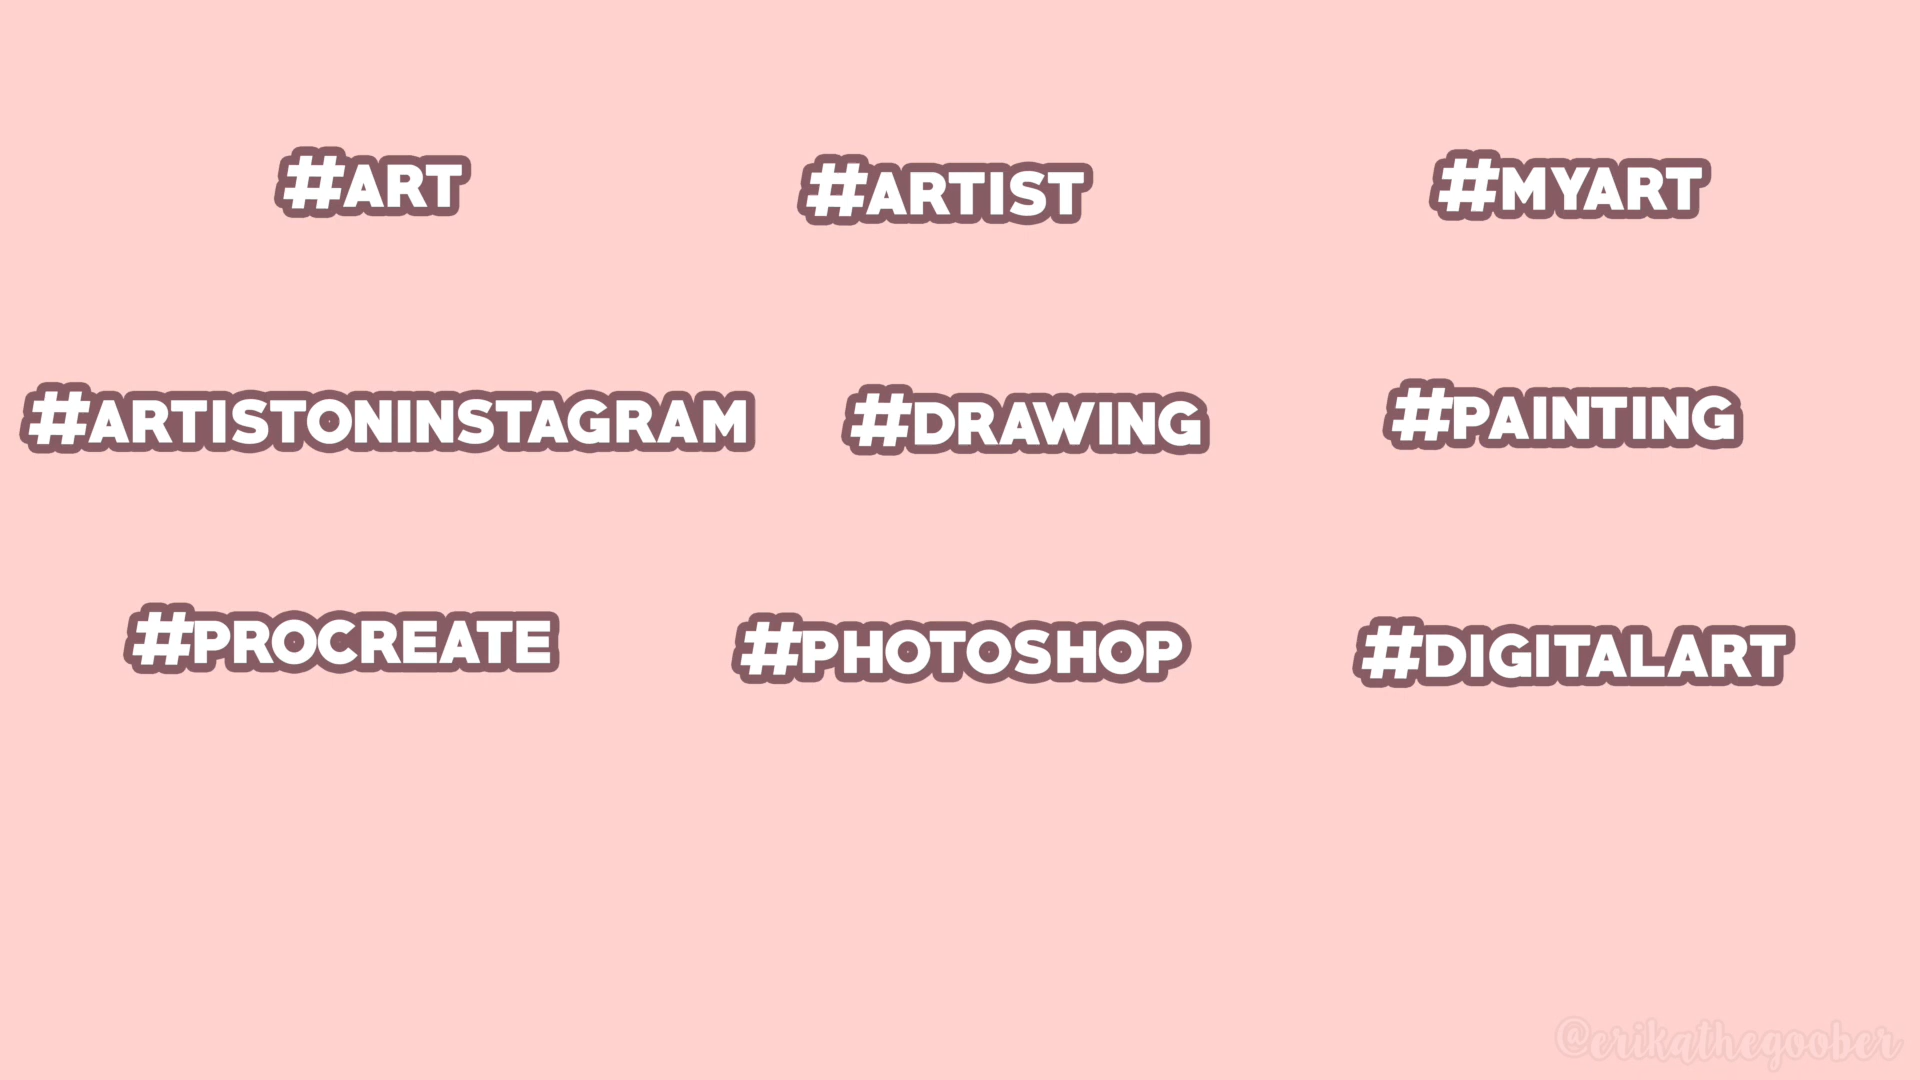 #ART #ARTIST #MYART
#ARTISTONINSTAGRAM #DRAWING #PAINTING
#PROCREATE #PHOTOSHOP #DIGITALART
@erikathegoober